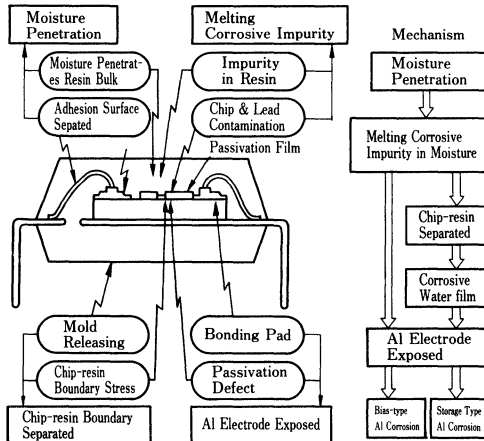 Moisture
Penetration
Melting
Corrosive Impurity
Moisture Penetrat-
es Resin Bulk
Impurity
in Resin
Adhesion Surface
Sepated
Chip & Lead
Contamination
Passivation Film
Mold
Releasing
Bonding Pad
Chip-resin
Boundary Stress
Passivation
Defect
Chip-resin Boundary
Separated
Al Electrode Exposed
Mechanism
Moisture
Penetration
Melting Corrosive
Impurity in Moisture
Chip-resin
Separated
Corrosive
Water film
Al Electrode
Exposed
Bias-type
Al Corrosion
Storage Type
Al Corrosion